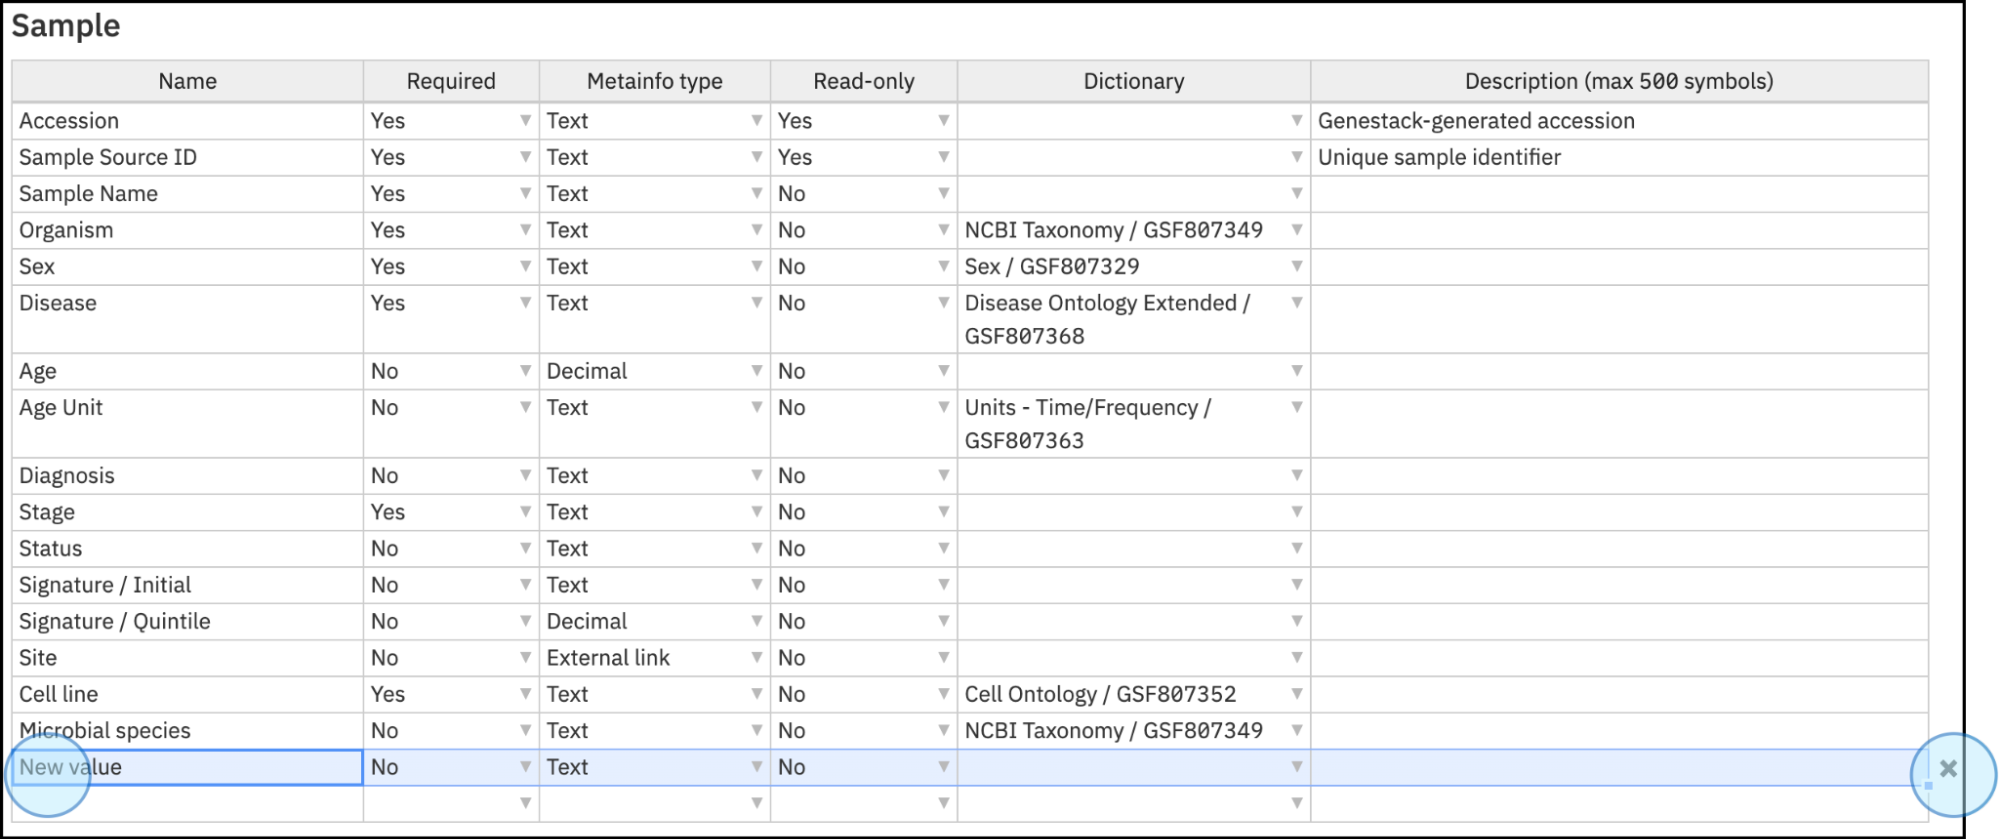 Sample
Name Required Metainfo type Read-only Dictionary Description (max 500 symbols)
Accession Yes Text Yes Genestack-generated accession
Sample Source ID Yes Text Yes Unique sample identifier
Sample Name Yes Text No
Organism Yes Text No NCBI Taxonomy / GSF807349
Sex Yes Text No Sex / GSF807329
Disease Yes Text No Disease Ontology Extended /
GSF807368
Age No Decimal No
Age Unit No Text No Units - Time/Frequency /
GSF807363
Diagnosis No Text No
Stage Yes Text No
Status No Text No
Signature / Initial No Text No
Signature / Quintile No Decimal No
Site No External link No
Cell line Yes Text No Cell Ontology / GSF807352
Microbial species No Text No NCBI Taxonomy / GSF807349
New value No Text No